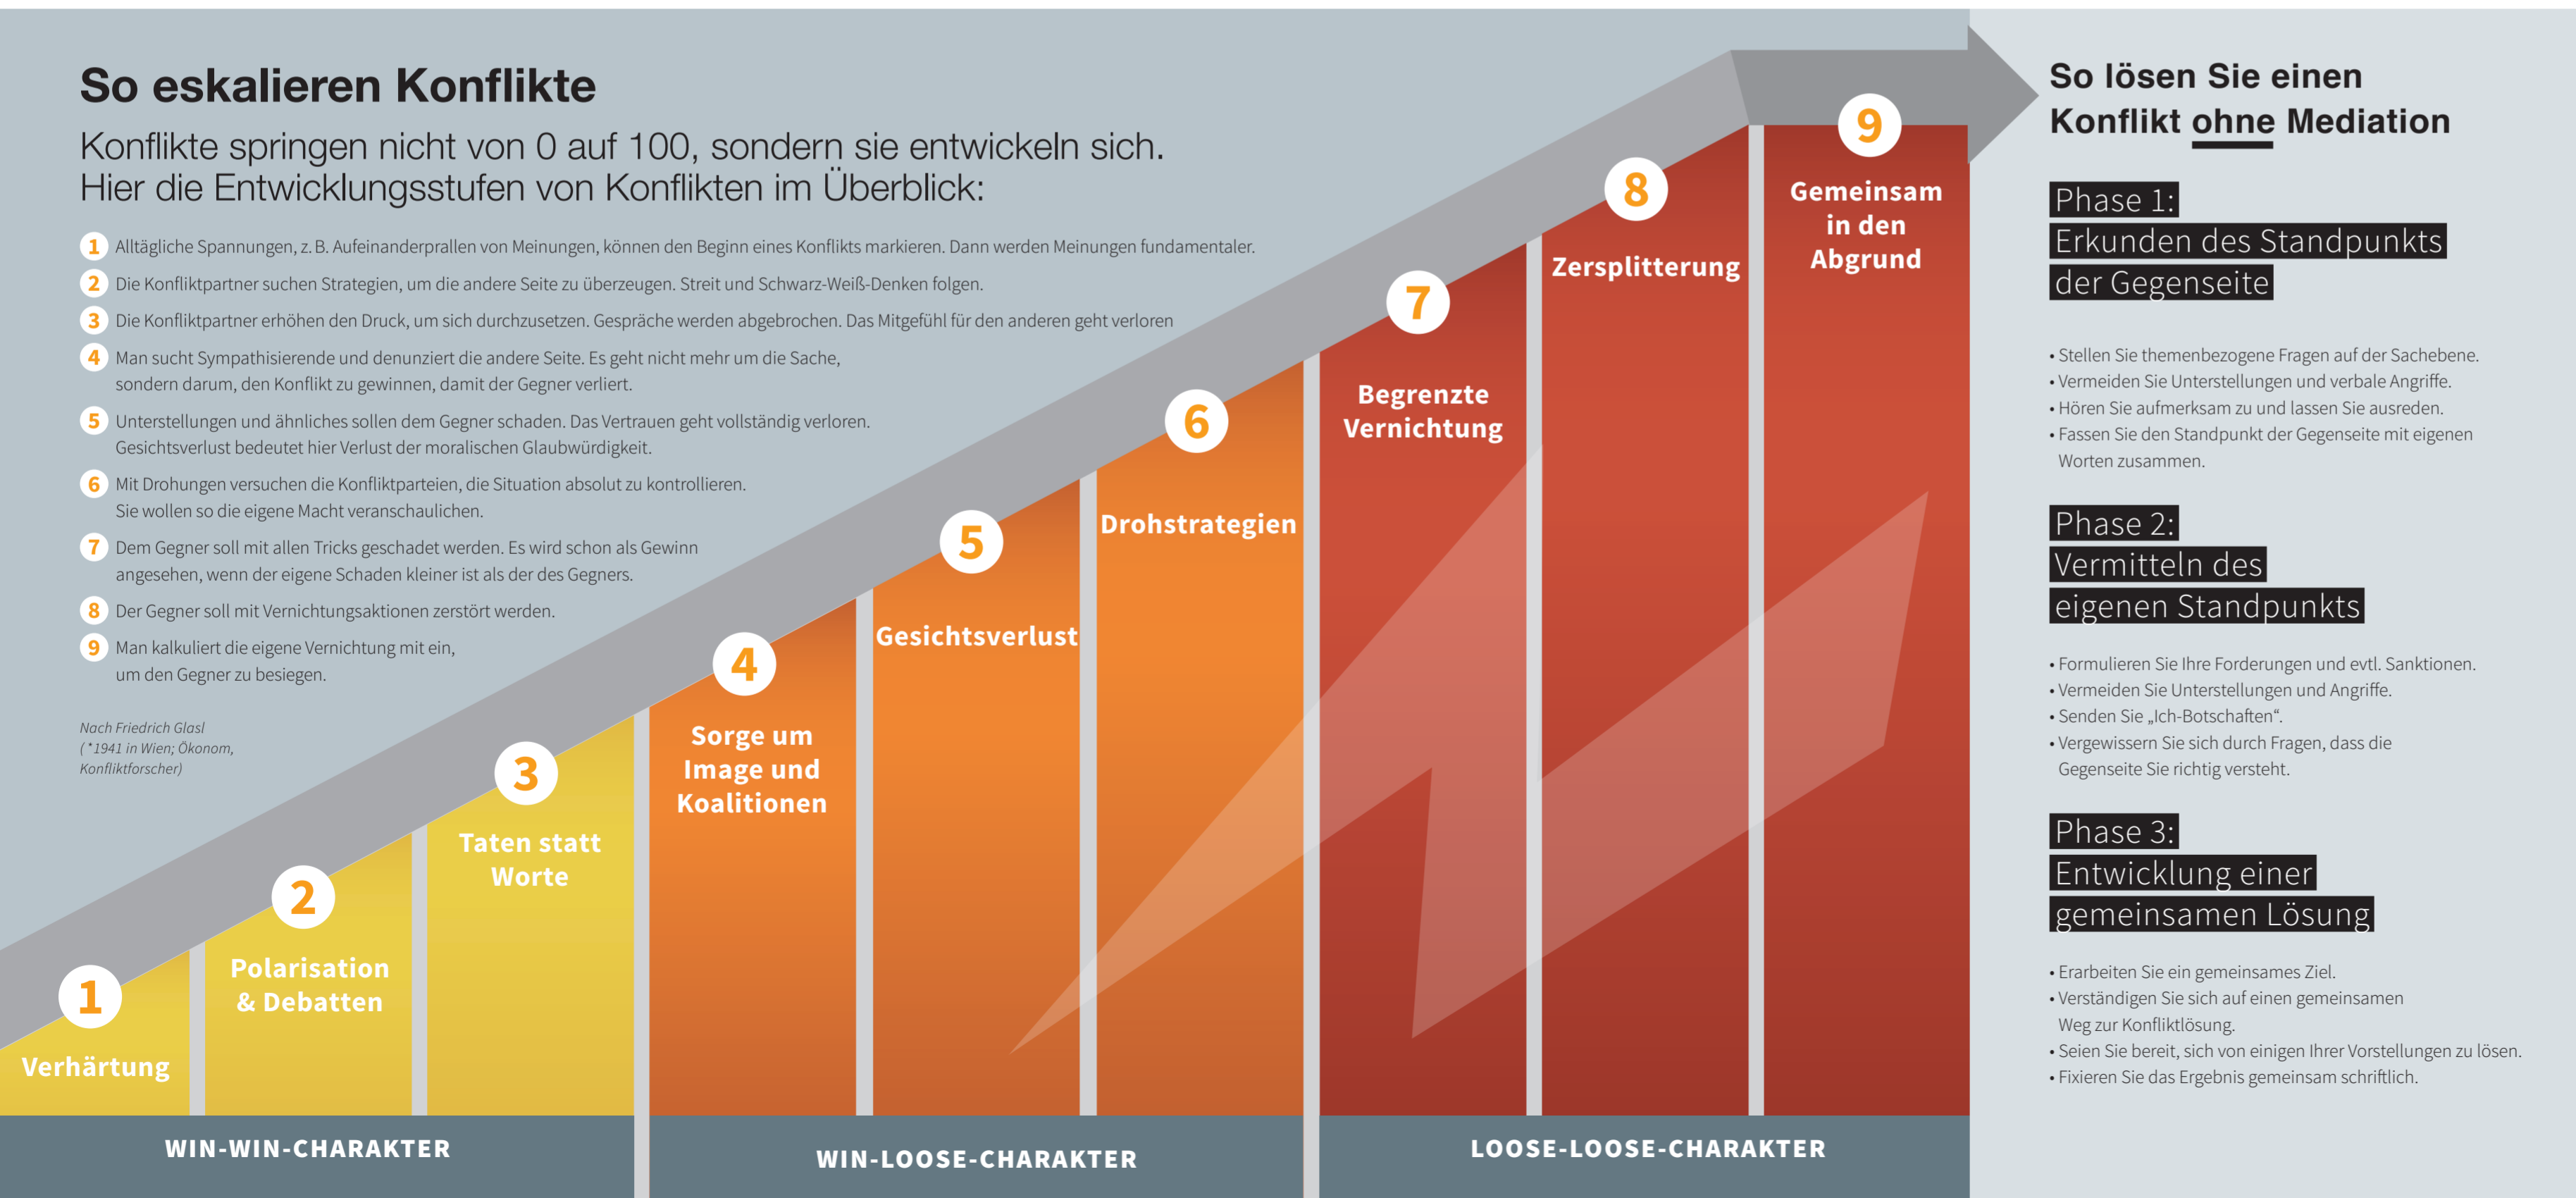 So eskalieren Konflikte
Konflikte springen nicht von 0 auf 100, sondern sie entwickeln sich.
Hier die Entwicklungsstufen von Konflikten im Überblick:
1 Alltägliche Spannungen, z. B. Aufeinanderprallen von Meinungen, können den Beginn eines Konflikts markieren. Dann werden Meinungen fundamentaler.
2 Die Konfliktpartner suchen Strategien, um die andere Seite zu überzeugen. Streit und Schwarz-Weiß-Denken folgen.
3 Die Konfliktpartner erhöhen den Druck, um sich durchzusetzen. Gespräche werden abgebrochen. Das Mitgefühl für den anderen geht verloren
4 Man sucht Sympathisierende und denunziert die andere Seite. Es geht nicht mehr um die Sache,
sondern darum, den Konflikt zu gewinnen, damit der Gegner verliert.
5 Unterstellungen und ähnliches sollen dem Gegner schaden. Das Vertrauen geht vollständig verloren.
Gesichtsverlust bedeutet hier Verlust der moralischen Glaubwürdigkeit.
6 Mit Drohungen versuchen die Konfliktparteien, die Situation absolut zu kontrollieren.
Sie wollen so die eigene Macht veranschaulichen.
7 Dem Gegner soll mit allen Tricks geschadet werden. Es wird schon als Gewinn
angesehen, wenn der eigene Schaden kleiner ist als der des Gegners.
8 Der Gegner soll mit Vernichtungsaktionen zerstört werden.
9 Man kalkuliert die eigene Vernichtung mit ein,
um den Gegner zu besiegen.
Nach Friedrich Glasl
( *1941 in Wien; Ökonom,
Konfliktforscher)
1
Verhärtung
2
Polarisation
& Debatten
3
Taten statt
Worte
4
Sorge um
Image und
Koalitionen
5
Gesichtsverlust
6
Drohstrategien
7
Begrenzte
Vernichtung
8
Zersplitterung
9
Gemeinsam
in den
Abgrund
WIN-WIN-CHARAKTER
WIN-LOOSE-CHARAKTER
LOOSE-LOOSE-CHARAKTER
So lösen Sie einen
Konflikt ohne Mediation
Phase 1:
Erkunden des Standpunkts
der Gegenseite
• Stellen Sie themenbezogene Fragen auf der Sachebene.
• Vermeiden Sie Unterstellungen und verbale Angriffe.
• Hören Sie aufmerksam zu und lassen Sie ausreden.
• Fassen Sie den Standpunkt der Gegenseite mit eigenen
Worten zusammen.
Phase 2:
Vermitteln des
eigenen Standpunkts
• Formulieren Sie Ihre Forderungen und evtl. Sanktionen.
• Vermeiden Sie Unterstellungen und Angriffe.
• Senden Sie „Ich-Botschaften“.
• Vergewissern Sie sich durch Fragen, dass die
Gegenseite Sie richtig versteht.
Phase 3:
Entwicklung einer
gemeinsamen Lösung
• Erarbeiten Sie ein gemeinsames Ziel.
• Verständigen Sie sich auf einen gemeinsamen
Weg zur Konfliktlösung.
• Seien Sie bereit, sich von einigen Ihrer Vorstellungen zu lösen.
• Fixieren Sie das Ergebnis gemeinsam schriftlich.